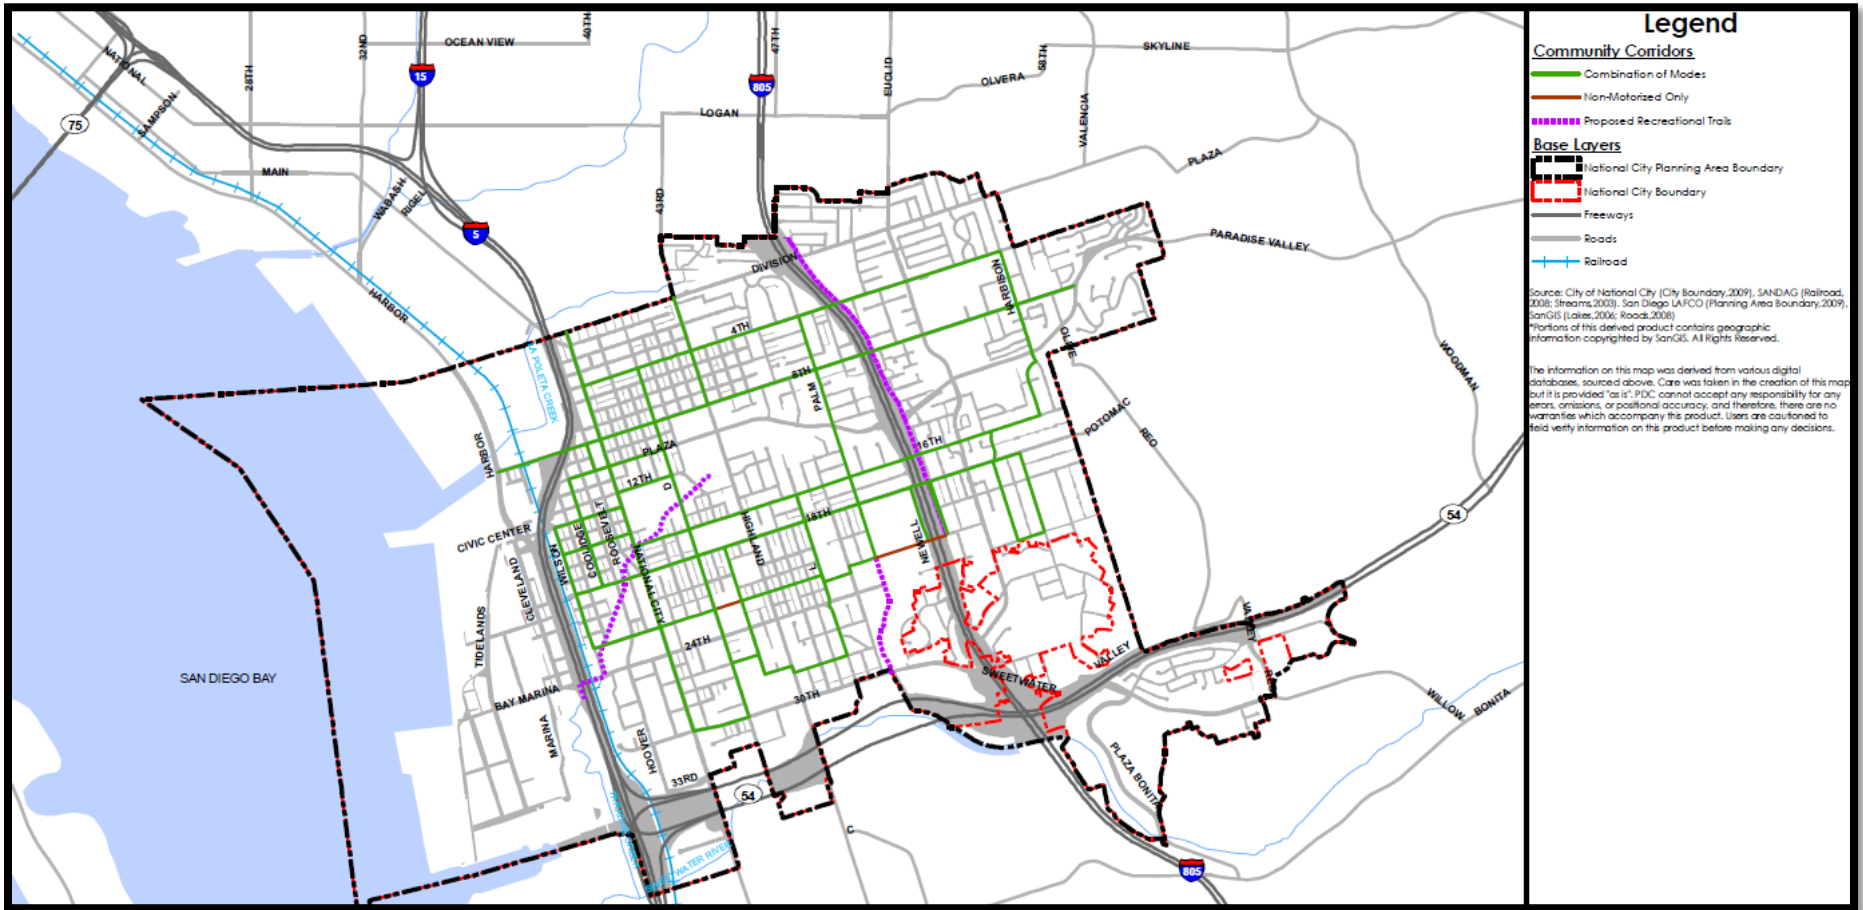 40TH
47TH
32ND
OCEAN VIEW
SKYLINE
58TH
NATIONAL
28TH
15
805
EUCLID
OLVERA
SAMPSON
75
LOGAN
VALENCIA
PLAZA
MAIN
WABASH
RIGEL
43RD
5
DIVISION
PARADISE VALLEY
HARBISON
HARBOR
4TH
OLIVE
8TH
PALM
WOODMAN
POTOMAC
REO
HARBOR
PLAZA
16TH
12TH
D
CIVIC CENTER
COOLIDGE
ROOSEVELT
HIGHLAND
18TH
NEWELL
54
WILSON
CLEVELAND
NATIONAL CITY
L
TIDELANDS
24TH
VALLEY
SAN DIEGO BAY
SWEETWATER
BAY MARINA
30TH
WILLOW
BONITA
MARINA
HOOVER
PLAZA BONITA
33RD
54
C
805
Legend
Community Corridors
Combination of Modes
Non-Motorized Only
Proposed Recreational Trails
Base Layers
National City Planning Area Boundary
National City Boundary
Freeways
Roads
Railroad
Source: City of National City (City Boundary,2009), SANDAG (Railroad,
2008; Streams,2003). San Diego LAFCO (Planning Area Boundary,2009),
SanGIS (Lakes,2006; Roads,2008)
*Portions of this derived product contains geographic
information copyrighted by SanGIS. All Rights Reserved.
The information on this map was derived from various digital
databases, sourced above. Care was taken in the creation of this map
but it is provided "as is". PDC cannot accept any responsibility for any
errors, omissions, or positional accuracy, and therefore, there are no
warranties which accompany this product. Users are cautioned to
field verify information on this product before making any decisions.